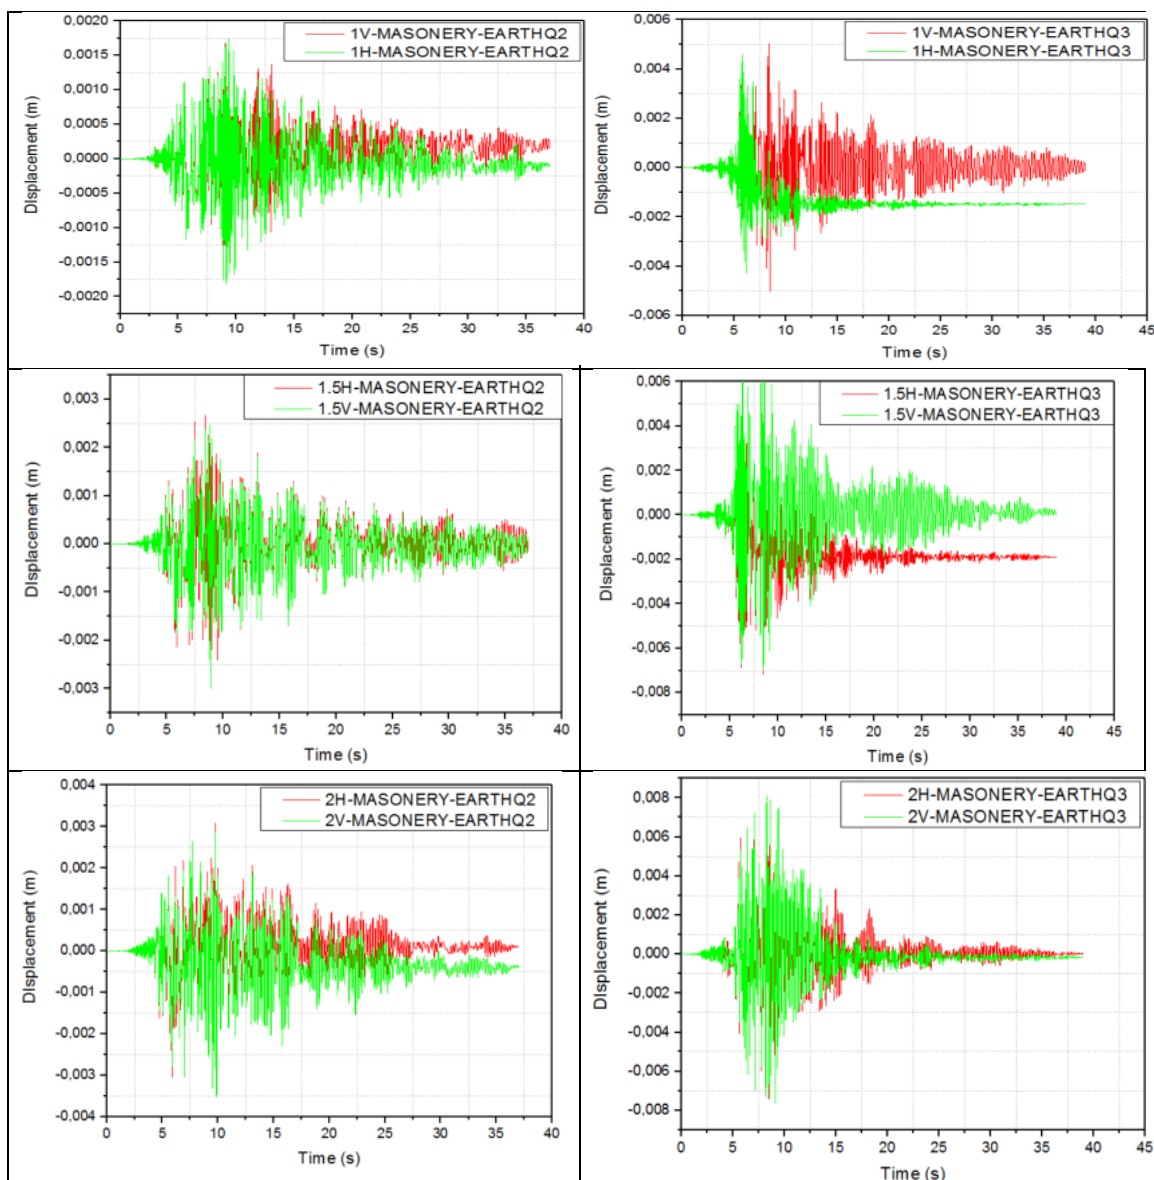 1V-MASONERY-EARTHQ2
1H-MASONERY-EARTHQ2
0,0020
0,0015
0,0010
0,0005
0,0000
-0,0005
-0,0010
-0,0015
-0,0020
DIsplacement (m)
0 5 10 15 20 25 30 35 40
Time (s)
1V-MASONERY-EARTHQ3
1H-MASONERY-EARTHQ3
0,006
0,004
0,002
0,000
-0,002
-0,004
-0,006
DIsplacement (m)
0 5 10 15 20 25 30 35 40 45
Time (s)
1.5H-MASONERY-EARTHQ2
1.5V-MASONERY-EARTHQ2
0,003
0,002
0,001
0,000
-0,001
-0,002
-0,003
DIsplacement (m)
0 5 10 15 20 25 30 35 40
Time (s)
1.5H-MASONERY-EARTHQ3
1.5V-MASONERY-EARTHQ3
0,006
0,004
0,002
0,000
-0,002
-0,004
-0,006
-0,008
DIsplacement (m)
0 5 10 15 20 25 30 35 40 45
Time (s)
2H-MASONERY-EARTHQ2
2V-MASONERY-EARTHQ2
0,004
0,003
0,002
0,001
0,000
-0,001
-0,002
-0,003
-0,004
DIsplacement (m)
0 5 10 15 20 25 30 35 40
Time (s)
2H-MASONERY-EARTHQ3
2V-MASONERY-EARTHQ3
0,008
0,006
0,004
0,002
0,000
-0,002
-0,004
-0,006
-0,008
DIsplacement (m)
0 5 10 15 20 25 30 35 40 45
Time (s)